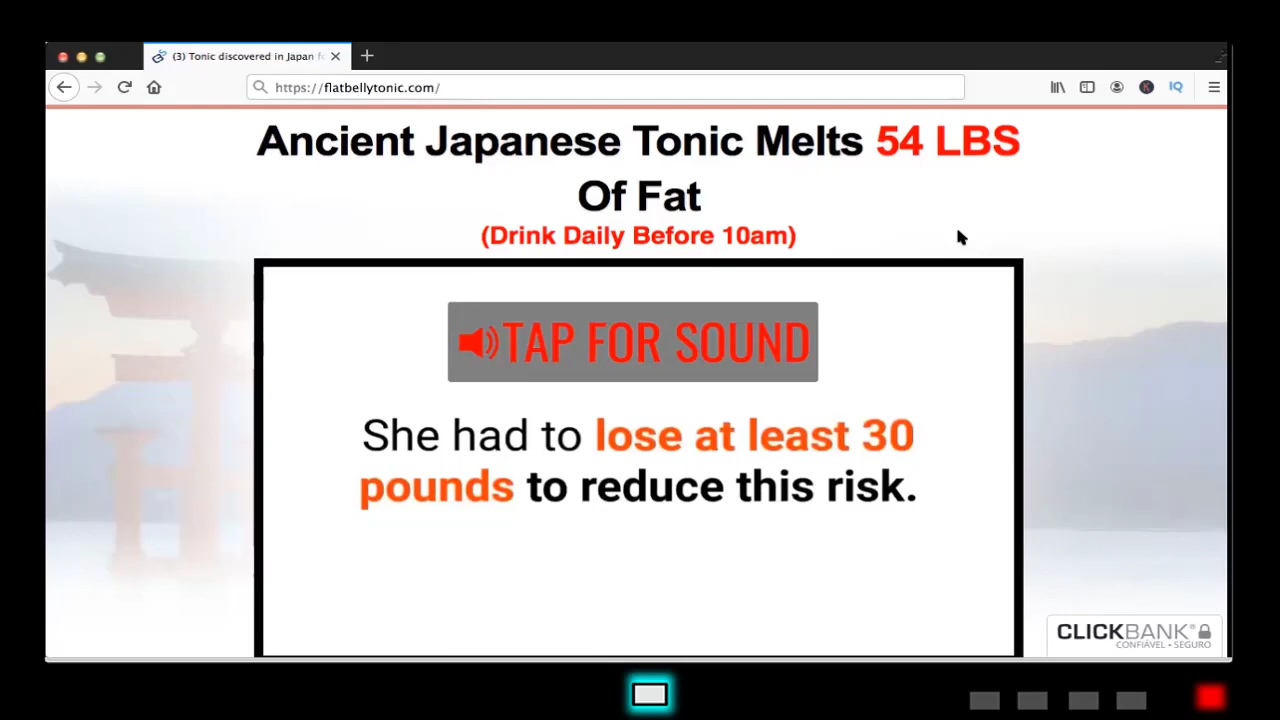 (3) Tonic discovered in Japan f
https://flatbellytonic.com/
IQ
Ancient Japanese Tonic Melts 54 LBS
Of Fat
(Drink Daily Before 10am)
TAP FOR SOUND
She had to lose at least 30
pounds to reduce this risk.
CLICKBANK®
CONFIÁVEL • SEGURO